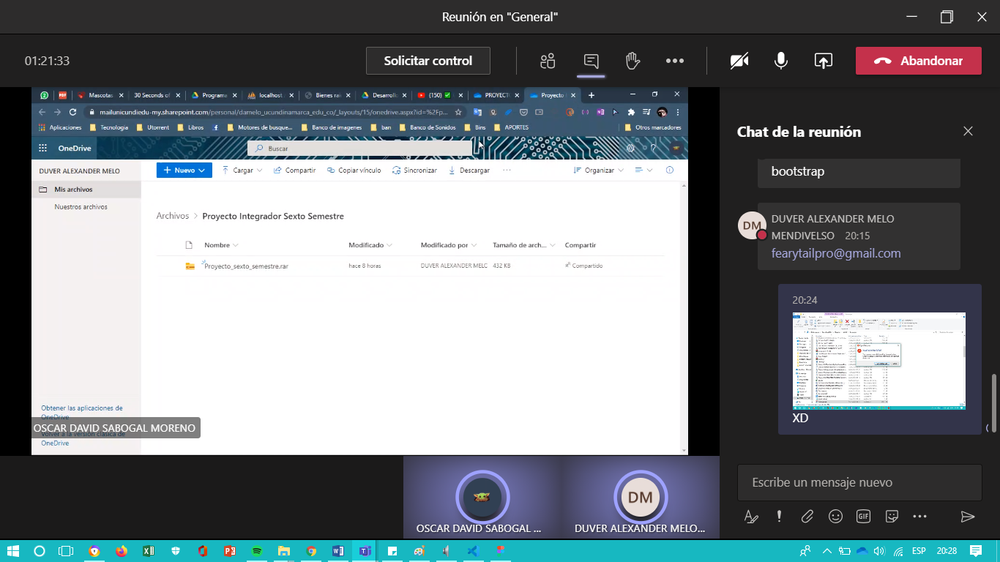 Reunión en "General"
01:21:33
Solicitar control
Abandonar
Mascotas
30 Seconds of
Programa
localhost
Bienes raí
Desarrollo
(150)
PROYECTO
Proyecto
mailunicundiedu-my.sharepoint.com/personal/damelo_ucundinamarca_edu_co/_layouts/15/onedrive.aspx?id=%2Fp...
Aplicaciones
Tecnologia
Utorrent
Libros
Motores de busque...
Banco de imagenes
ban
Banco de Sonidos
Bins
APORTES
Otros marcadores
OneDrive
Buscar
DUVER ALEXANDER MELO
Nuevo
Cargar
Compartir
Copiar vínculo
Sincronizar
Descargar
Organizar
Mis archivos
Nuestros archivos
Archivos > Proyecto Integrador Sexto Semestre
Nombre
Modificado
Modificado por
Tamaño de arch...
Compartir
Proyecto_sexto_semestre.rar
hace 8 horas
DUVER ALEXANDER MELO
432 KB
Compartido
Obtener las aplicaciones de
OneDrive
Volver a la versión clásica de
OneDrive
OSCAR DAVID SABOGAL MORENO
OSCAR DAVID SABOGAL ...
DM
DUVER ALEXANDER MELO...
Chat de la reunión
bootstrap
DM
DUVER ALEXANDER MELO
MENDIVELSO 20:15
fearytailpro@gmail.com
20:24
XD
Escribe un mensaje nuevo
GIF
ESP
20:28